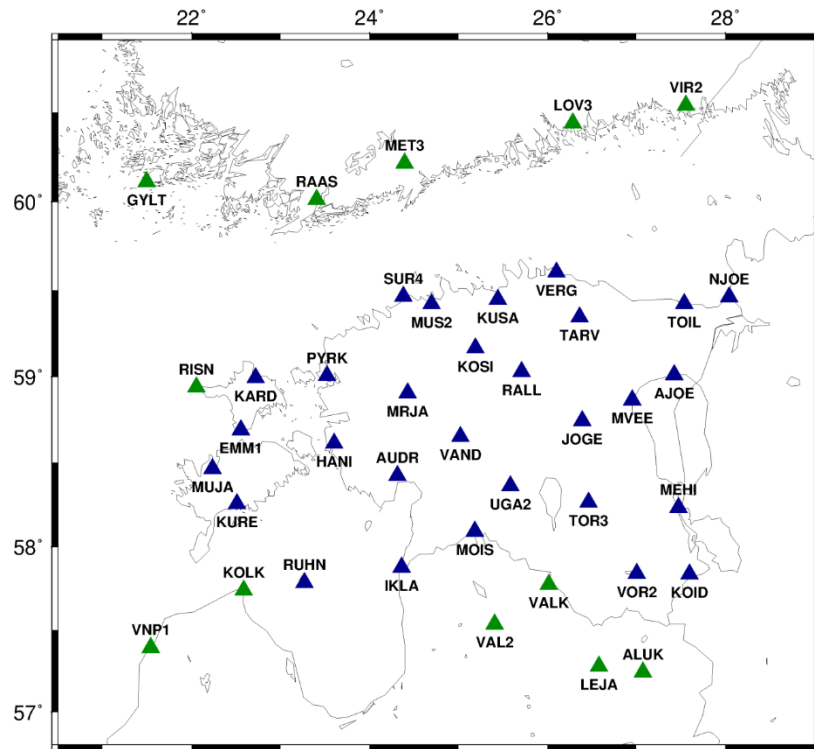 22˚ 24˚ 26˚ 28˚
VIR2
LOV3
MET3
RAAS
GYLT
60˚
NJOE
SUR4
VERG
MUS2
KUSA
TARV
TOIL
PYRK
RISN
KOSI
59˚
KARD
RALL
AJOE
MRJA
MVEE
EMM1
JOGE
HANI
VAND
AUDR
MUJA
MEHI
UGA2
KURE
TOR3
58˚
MOIS
RUHN
KOLK
IKLA
VALK
VOR2
KOID
VNP1
VAL2
ALUK
LEJA
57˚